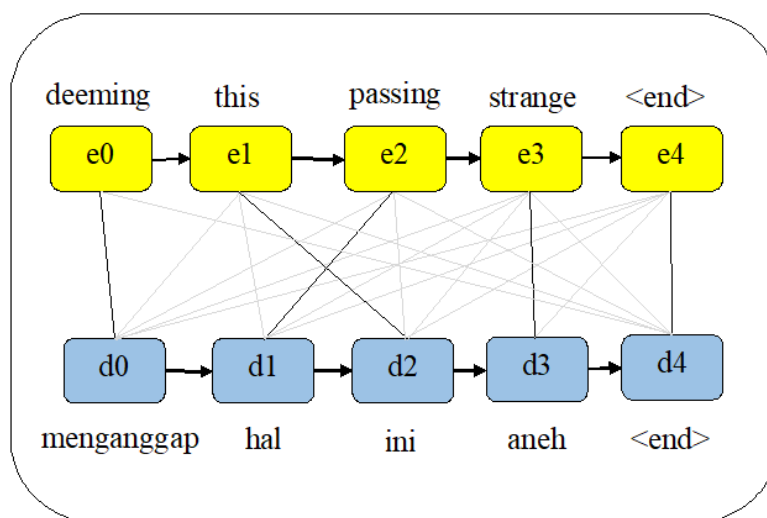 deeming this passing strange <end>
e0 e1 e2 e3 e4
d0 d1 d2 d3 d4
menganggap hal ini aneh <end>